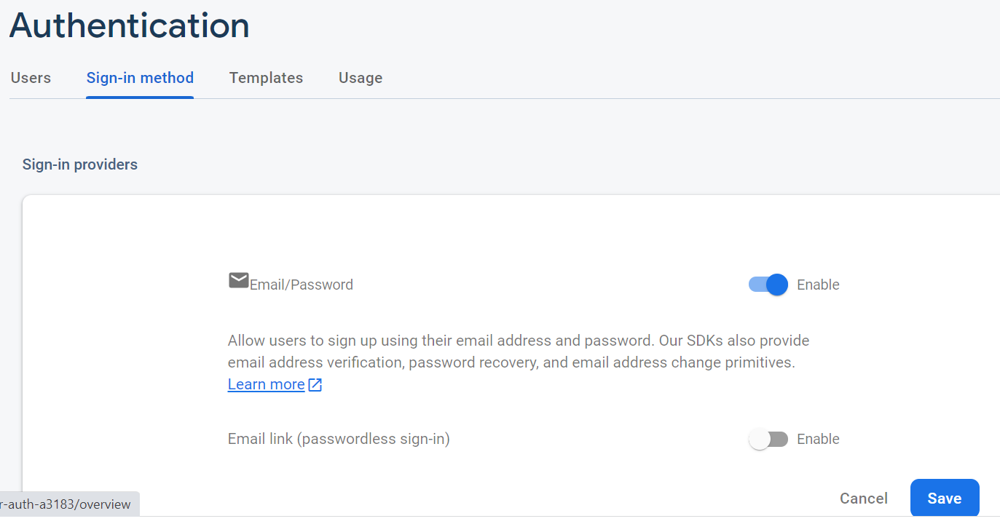 Authentication
Users Sign-in method Templates Usage
Sign-in providers
Email/Password Enable
Allow users to sign up using their email address and password. Our SDKs also provide
email address verification, password recovery, and email address change primitives.
Learn more
Email link (passwordless sign-in) Enable
r-auth-a3183/overview
Cancel Save